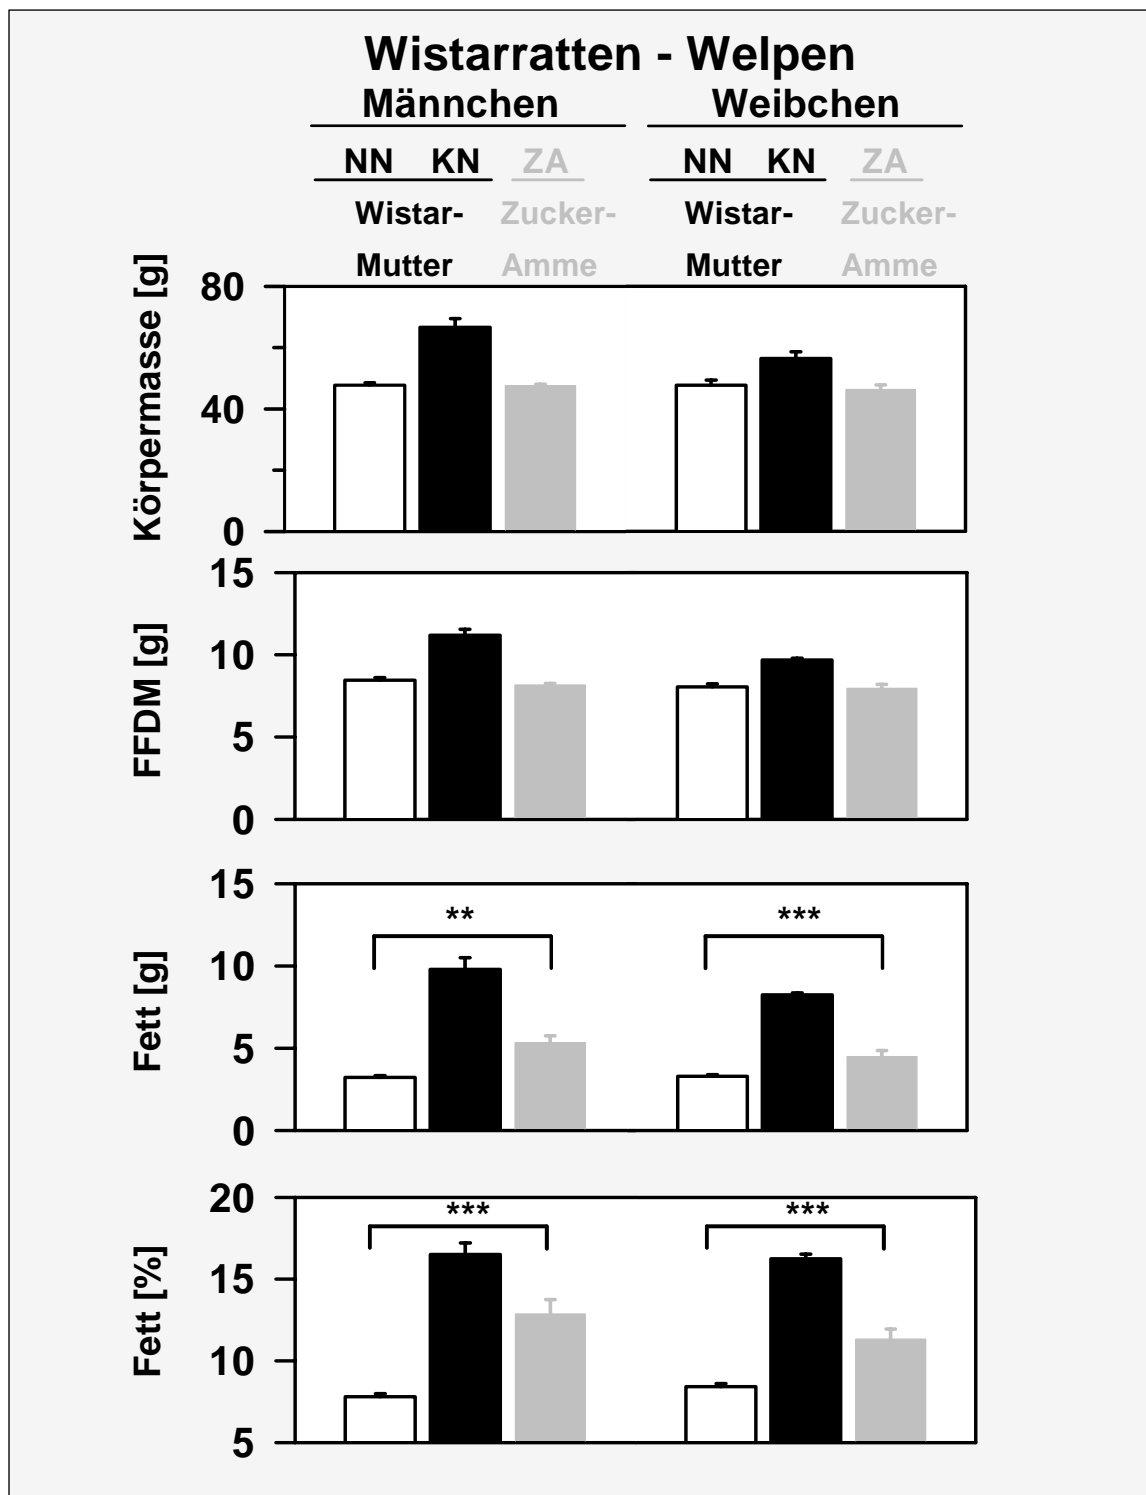 Wistarratten - Welpen
Männchen Weibchen
NN KN ZA NN KN ZA
Wistar- Zucker- Wistar- Zucker-
Mutter Amme Mutter Amme
Körpermasse [g]
80
40
0
FFDM [g]
15
10
5
0
Fett [g]
15
10
5
0
** ***
Fett [%]
20
15
10
5
*** ***